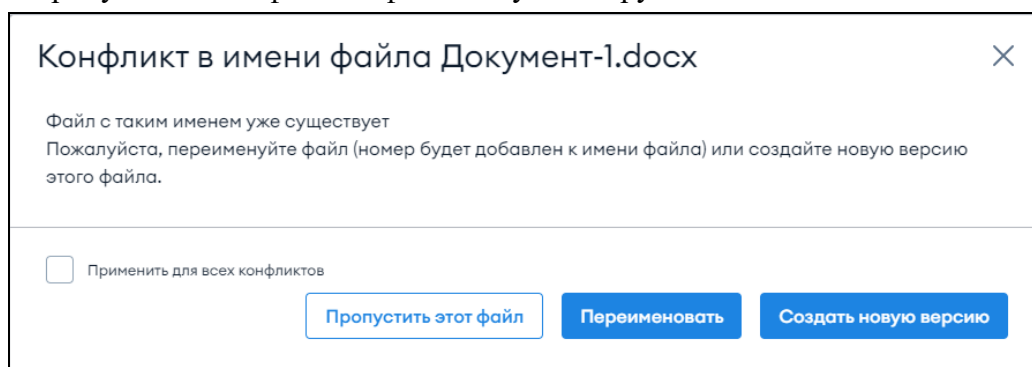 Конфликт в имени файла Документ-1.docx
Файл с таким именем уже существует
Пожалуйста, переименуйте файл (номер будет добавлен к имени файла) или создайте новую версию
этого файла.
Применить для всех конфликтов
Пропустить этот файл
Переименовать
Создать новую версию